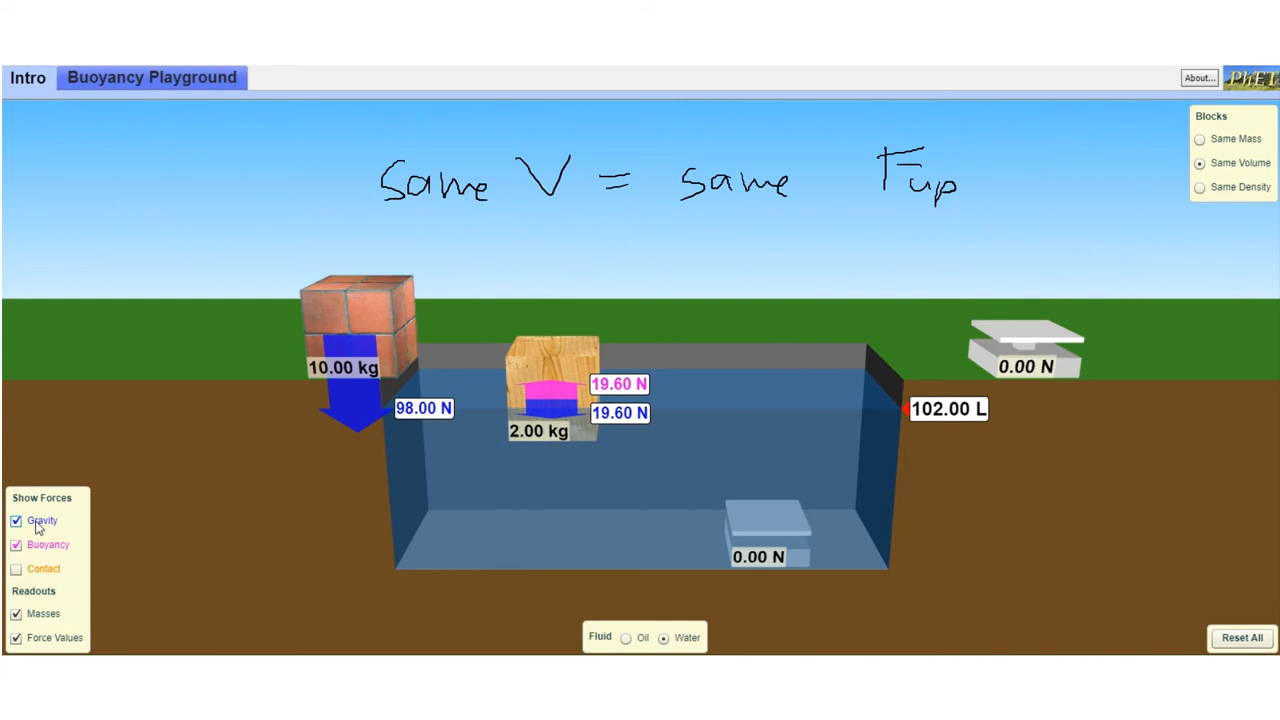 Intro Buoyancy Playground About... PhET
Blocks
Same Mass
same V = same Fup
Same Volume
Same Density
10.00 kg
19.60 N
0.00 N
98.00 N
19.60 N
102.00 L
2.00 kg
Show Forces
Gravity
Buoyancy
0.00 N
Contact
Readouts
Masses
Force Values
Fluid Oil Water
Reset All